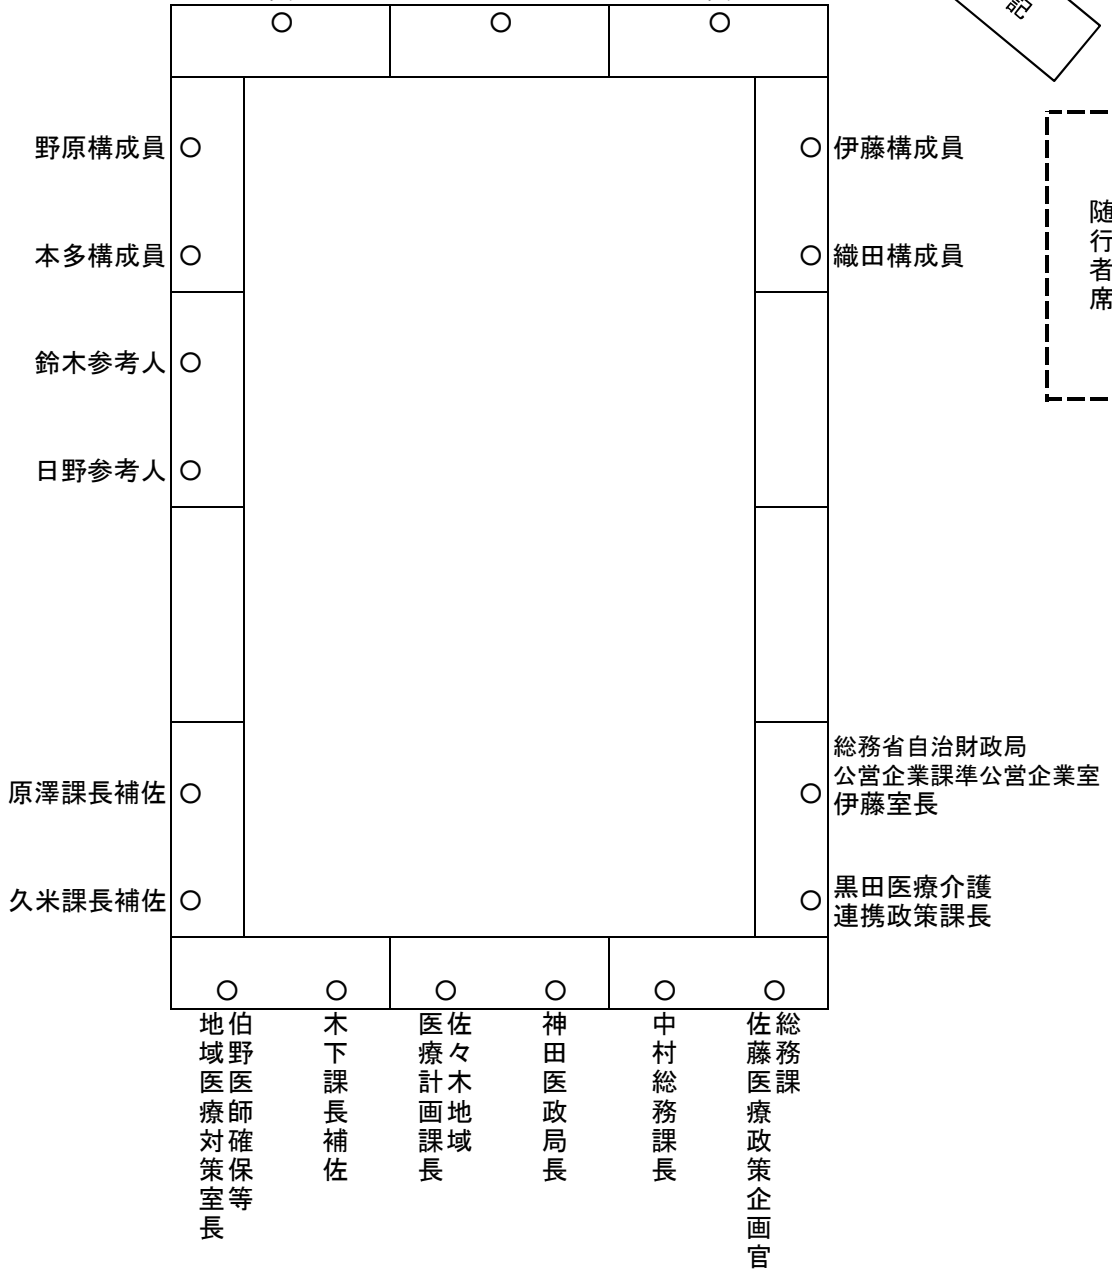 記
野原構成員
伊藤構成員
随行者席
本多構成員
織田構成員
鈴木参考人
日野参考人
原澤課長補佐
総務省自治財政局
公営企業課準公営企業室
伊藤室長
久米課長補佐
黒田医療介護
連携政策課長
伯野医師確保等
地域医療対策室長
木下課長補佐
佐々木地域
医療計画課長
神田医政局長
中村総務課長
総務課
佐藤医療政策企画官